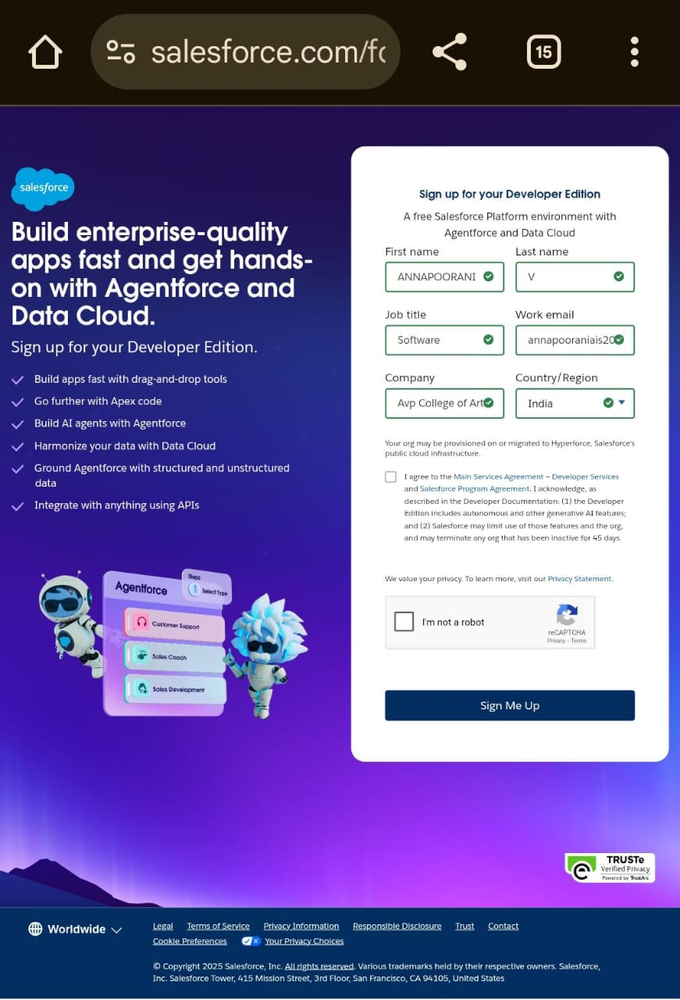 salesforce.com/fo
15
salesforce
Build enterprise-quality
apps fast and get hands-
on with Agentforce and
Data Cloud.
Sign up for your Developer Edition.
Build apps fast with drag-and-drop tools
Go further with Apex code
Build AI agents with Agentforce
Harmonize your data with Data Cloud
Ground Agentforce with structured and unstructured
data
Integrate with anything using APIs
Agentforce
Steps
1 Select Type
Customer Support
Sales Coach
Sales Development
Sign up for your Developer Edition
A free Salesforce Platform environment with
Agentforce and Data Cloud
First name Last name
ANNAPOORANI V
Job title Work email
Software annapooraniais20
Company Country/Region
Avp College of Art India
Your org may be provisioned on or migrated to Hyperforce, Salesforce's
public cloud infrastructure.
I agree to the Main Services Agreement – Developer Services
and Salesforce Program Agreement. I acknowledge, as
described in the Developer Documentation: (1) the Developer
Edition includes autonomous and other generative AI features;
and (2) Salesforce may limit use of those features and the org,
and may terminate any org that has been inactive for 45 days.
We value your privacy. To learn more, visit our Privacy Statement.
I'm not a robot
reCAPTCHA
Privacy - Terms
Sign Me Up
TRUSTe
Verified Privacy
Powered by TrustArc
Worldwide
Legal Terms of Service Privacy Information Responsible Disclosure Trust Contact
Cookie Preferences Your Privacy Choices
© Copyright 2025 Salesforce, Inc. All rights reserved. Various trademarks held by their respective owners. Salesforce,
Inc. Salesforce Tower, 415 Mission Street, 3rd Floor, San Francisco, CA 94105, United States